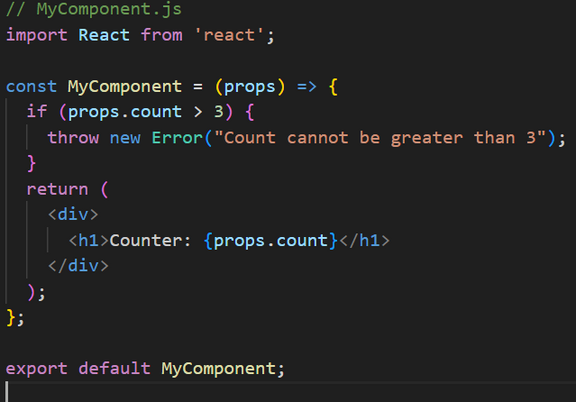 // MyComponent.js
import React from 'react';

const MyComponent = (props) => {
  if (props.count > 3) {
    throw new Error("Count cannot be greater than 3");
  }
  return (
    <div>
      <h1>Counter: {props.count}</h1>
    </div>
  );
};

export default MyComponent;